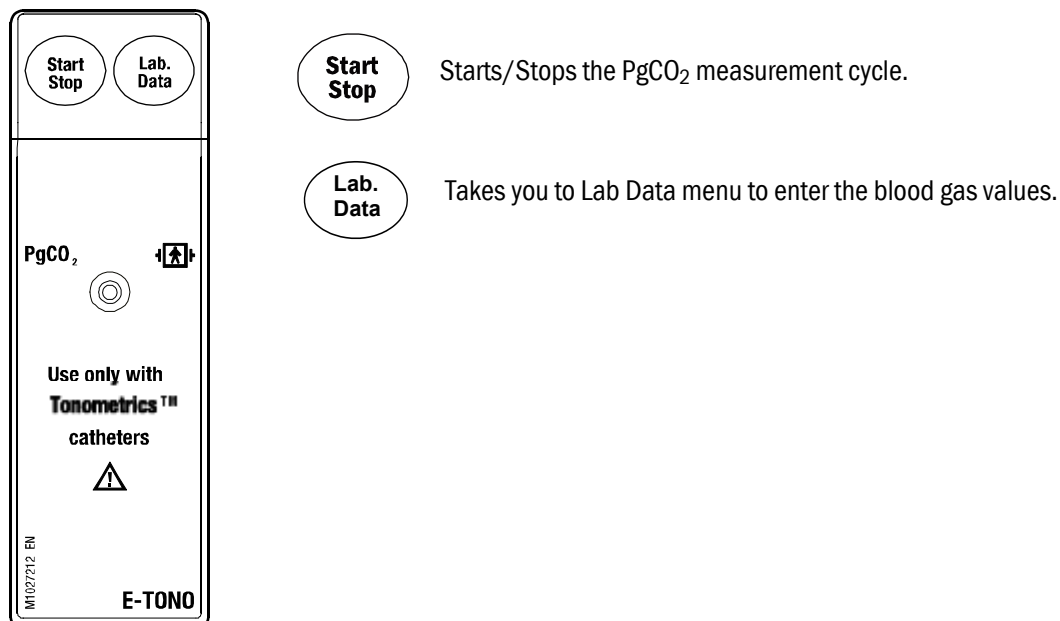 Start
Stop
Lab.
Data
PgCO₂
Use only with
Tonometrics™
catheters
M1027212 EN
E-TONO
Start
Stop
Starts/Stops the PgCO₂ measurement cycle.
Lab.
Data
Takes you to Lab Data menu to enter the blood gas values.